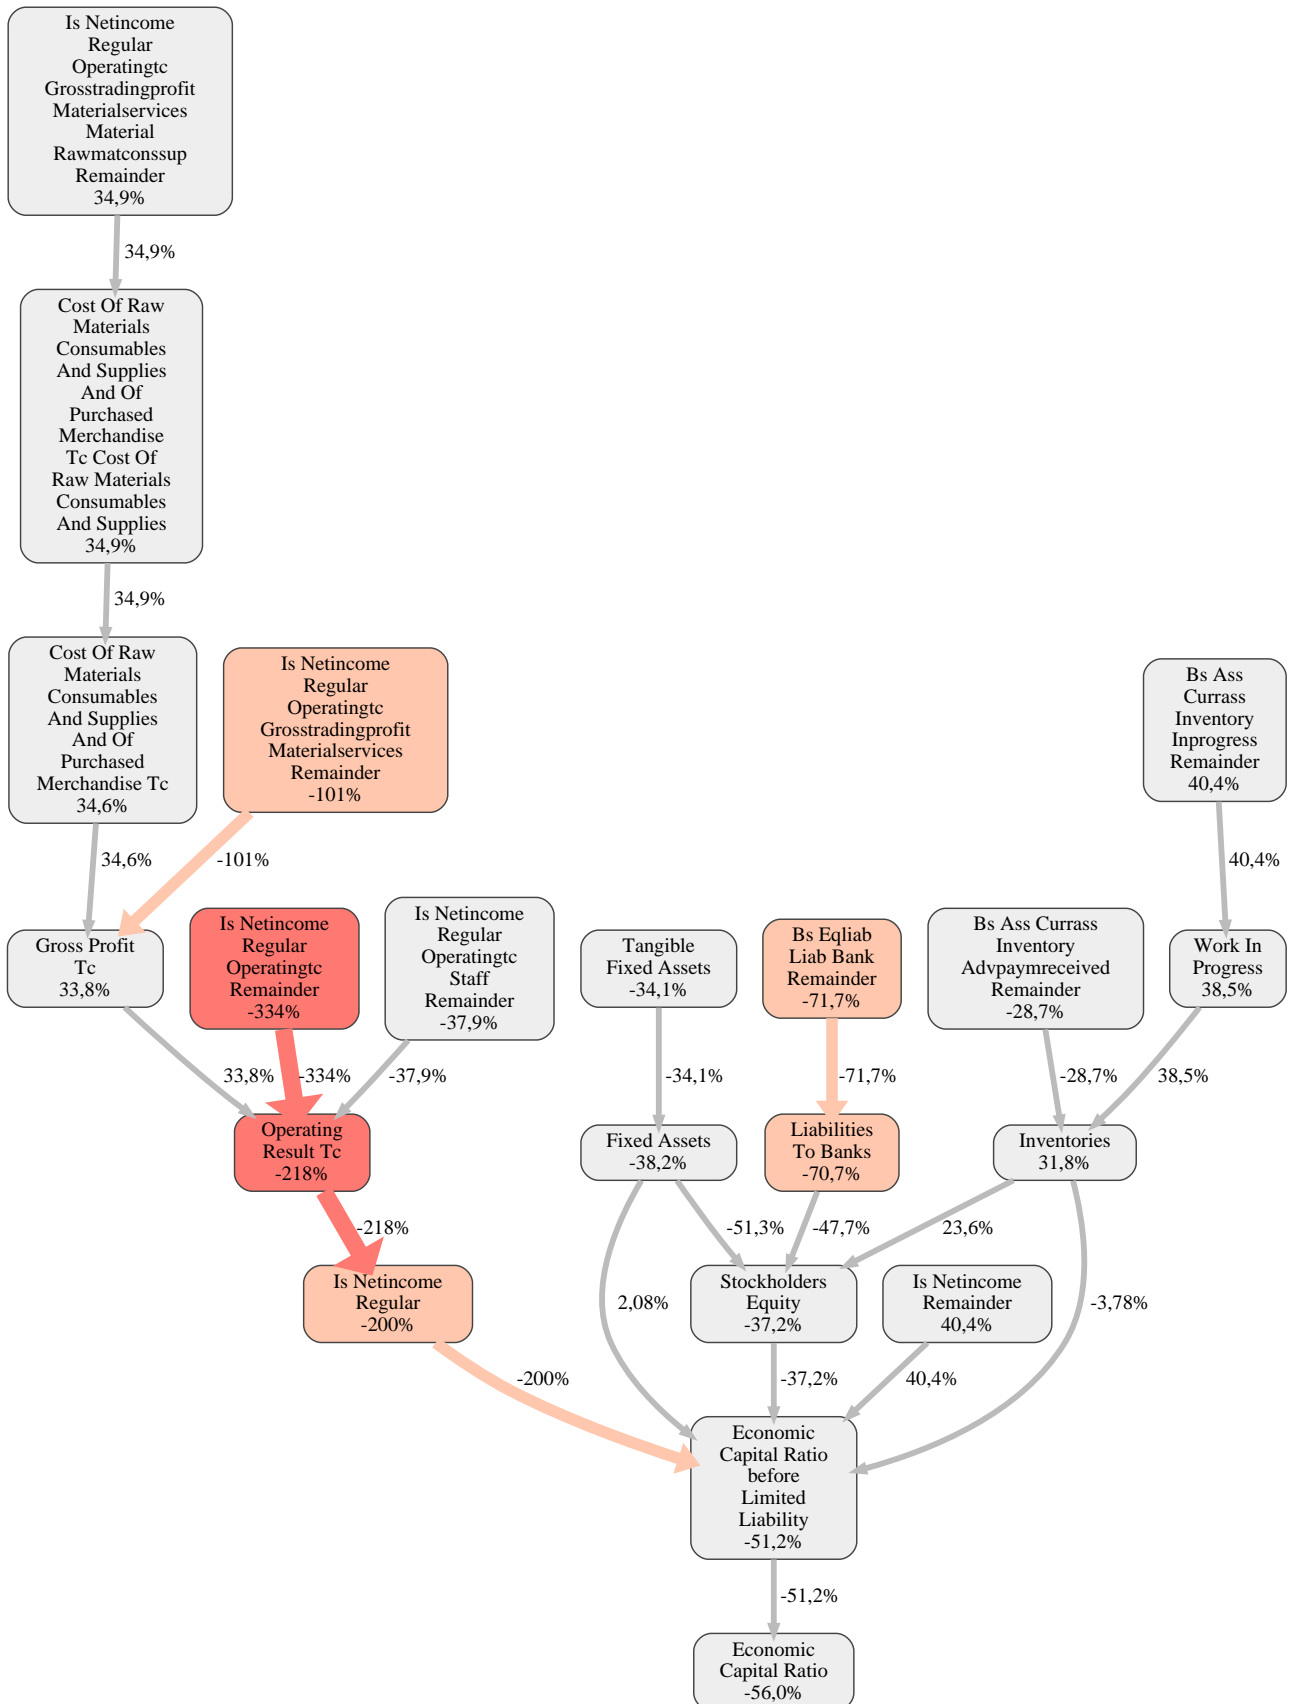 Is Netincome
Regular
Operatingtc
Grosstradingprofit
Materialservices
Material
Rawmatconssup
Remainder
34,9%
34,9%
Cost Of Raw
Materials
Consumables
And Supplies
And Of
Purchased
Merchandise
Tc Cost Of
Raw Materials
Consumables
And Supplies
34,9%
34,9%
Cost Of Raw
Materials
Consumables
And Supplies
And Of
Purchased
Merchandise Tc
34,6%
Is Netincome
Regular
Operatingtc
Grosstradingprofit
Materialservices
Remainder
-101%
Bs Ass
Currass
Inventory
Inprogress
Remainder
40,4%
34,6%
-101%
40,4%
Gross Profit
Tc
33,8%
Is Netincome
Regular
Operatingtc
Remainder
-334%
Is Netincome
Regular
Operatingtc
Staff
Remainder
-37,9%
Tangible
Fixed Assets
-34,1%
Bs Eqliab
Liab Bank
Remainder
-71,7%
Bs Ass Currass
Inventory
Advpaymreceived
Remainder
-28,7%
Work In
Progress
38,5%
33,8%
-334%
-37,9%
-34,1%
-71,7%
-28,7%
38,5%
Operating
Result Tc
-218%
Fixed Assets
-38,2%
Liabilities
To Banks
-70,7%
Inventories
31,8%
-218%
-51,3%
-47,7%
23,6%
Is Netincome
Regular
-200%
2,08%
Stockholders
Equity
-37,2%
Is Netincome
Remainder
40,4%
-3,78%
-200%
-37,2%
40,4%
Economic
Capital Ratio
before
Limited
Liability
-51,2%
-51,2%
Economic
Capital Ratio
-56,0%